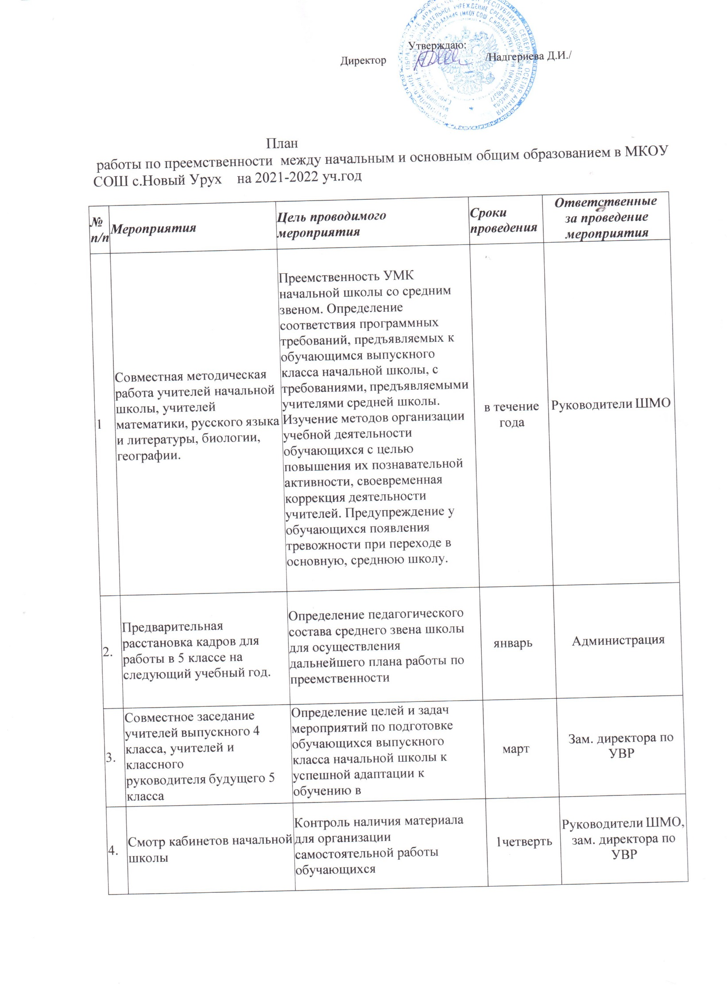 Утверждаю:
Директор /Надгериева Д.И./
План
работы по преемственности между начальным и основным общим образованием в МКОУ
СОШ с.Новый Урух на 2021-2022 уч.год
№
п/п
Мероприятия
Цель проводимого
мероприятия
Сроки
проведения
Ответственные
за проведение
мероприятия
1
Совместная методическая
работа учителей начальной
школы, учителей
математики, русского языка
и литературы, биологии,
географии.
Преемственность УМК
начальной школы со средним
звеном. Определение
соответствия программных
требований, предъявляемых к
обучающимся выпускного
класса начальной школы, с
требованиями, предъявляемыми
учителями средней школы.
Изучение методов организации
учебной деятельности
обучающихся с целью
повышения их познавательной
активности, своевременная
коррекция деятельности
учителей. Предупреждение у
обучающихся появления
тревожности при переходе в
основную, среднюю школу.
в течение
года
Руководители ШМО
2.
Предварительная
расстановка кадров для
работы в 5 классе на
следующий учебный год.
Определение педагогического
состава среднего звена школы
для осуществления
дальнейшего плана работы по
преемственности
январь
Администрация
3.
Совместное заседание
учителей выпускного 4
класса, учителей и
классного
руководителя будущего 5
класса
Определение целей и задач
мероприятий по подготовке
обучающихся выпускного
класса начальной школы к
успешной адаптации к
обучению в
март
Зам. директора по
УВР
4.
Смотр кабинетов начальной
школы
Контроль наличия материала
для организации
самостоятельной работы
обучающихся
1четверть
Руководители ШМО,
зам. директора по
УВР